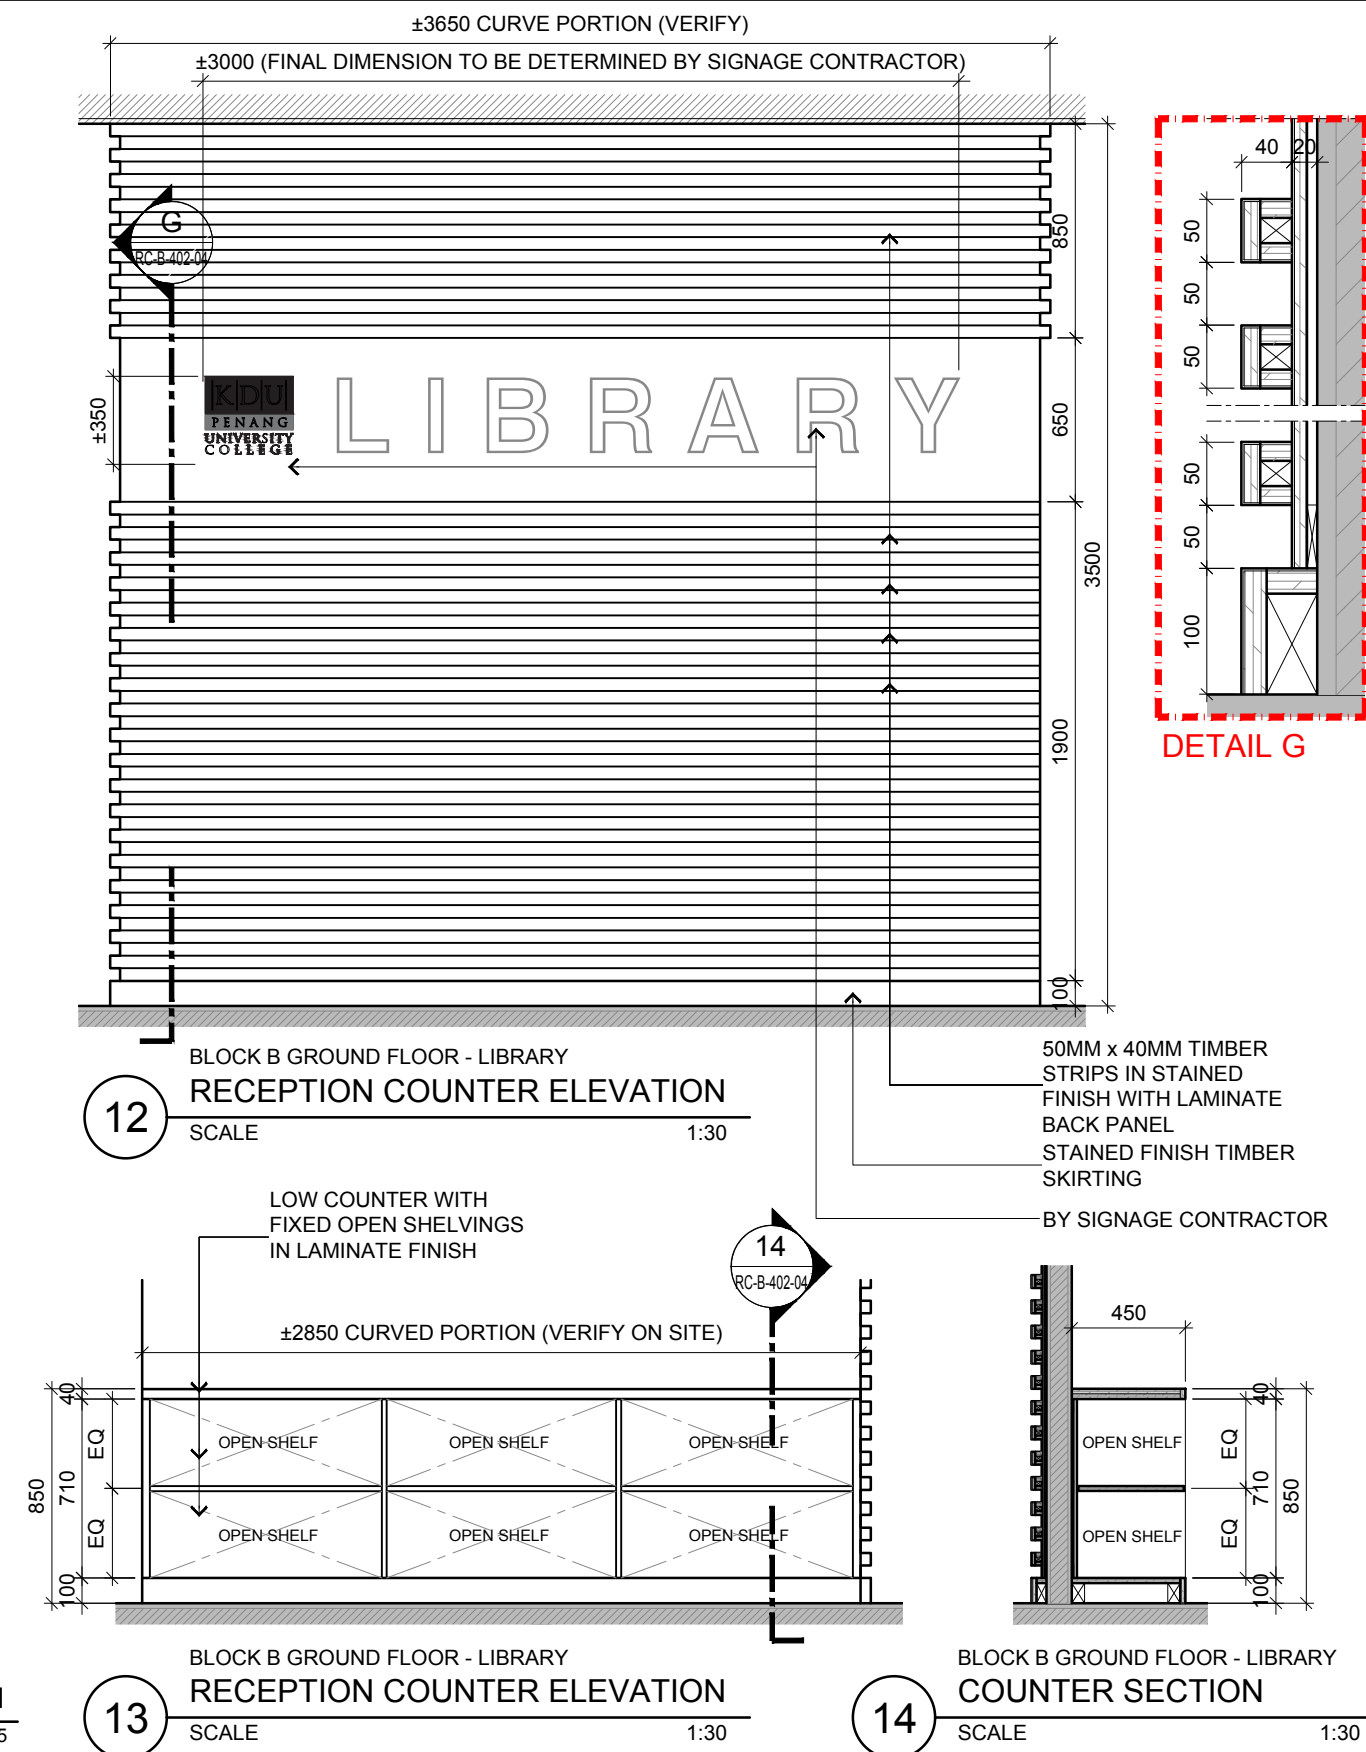 ±3650 CURVE PORTION (VERIFY)
±3000 (FINAL DIMENSION TO BE DETERMINED BY SIGNAGE CONTRACTOR)
G
RC-B-402-04
850
±350
KDU
PENANG
UNIVERSITY
COLLEGE
LIBRARY
650
3500
1900
100
40
20
50
50
50
50
50
100
DETAIL G
BLOCK B GROUND FLOOR - LIBRARY
12
RECEPTION COUNTER ELEVATION
SCALE
1:30
50MM x 40MM TIMBER
STRIPS IN STAINED
FINISH WITH LAMINATE
BACK PANEL
STAINED FINISH TIMBER
SKIRTING
BY SIGNAGE CONTRACTOR
LOW COUNTER WITH
FIXED OPEN SHELVINGS
IN LAMINATE FINISH
14
RC-B-402-04
±2850 CURVED PORTION (VERIFY ON SITE)
850
40
710
100
EQ
EQ
OPEN SHELF
OPEN SHELF
OPEN SHELF
OPEN SHELF
OPEN SHELF
OPEN SHELF
450
OPEN SHELF
OPEN SHELF
EQ
EQ
40
710
100
850
BLOCK B GROUND FLOOR - LIBRARY
13
RECEPTION COUNTER ELEVATION
SCALE
1:30
BLOCK B GROUND FLOOR - LIBRARY
14
COUNTER SECTION
SCALE
1:30
5